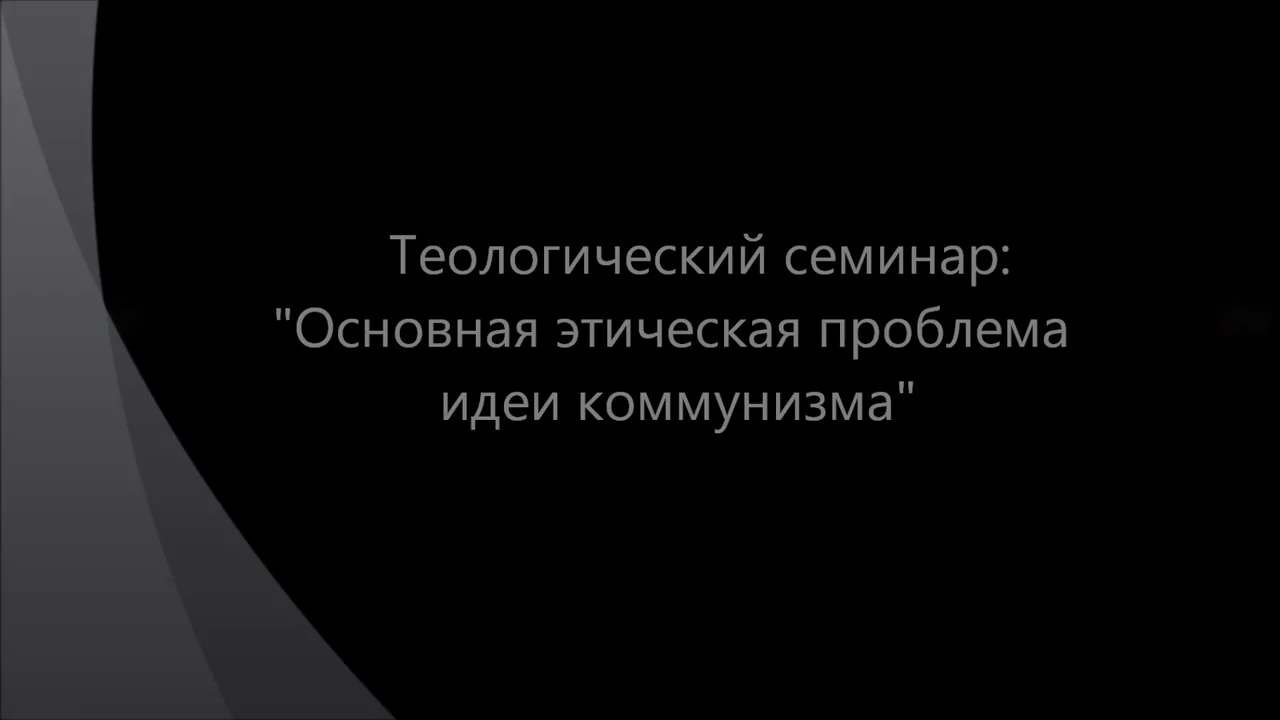 Теологический семинар:
"Основная этическая проблема
идеи коммунизма"